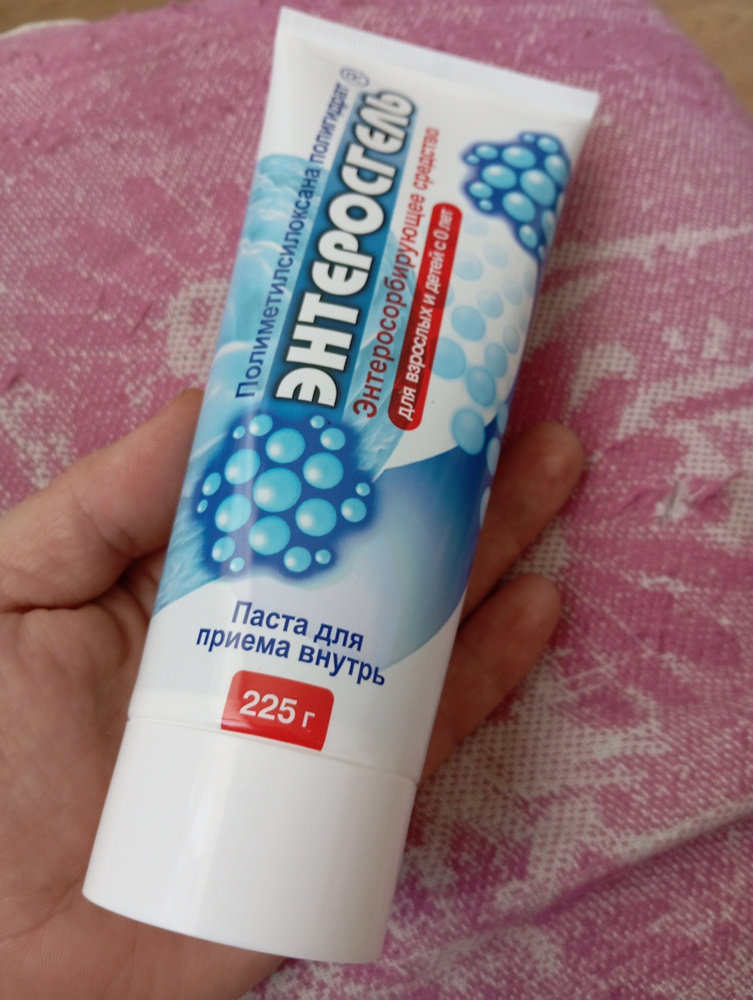 Полиметилсилоксана полигидрат
ЭНТЕРОСГЕЛЬ®
Энтеросорбирующее средство
для взрослых и детей с 0 лет
Паста для
приема внутрь
225 г